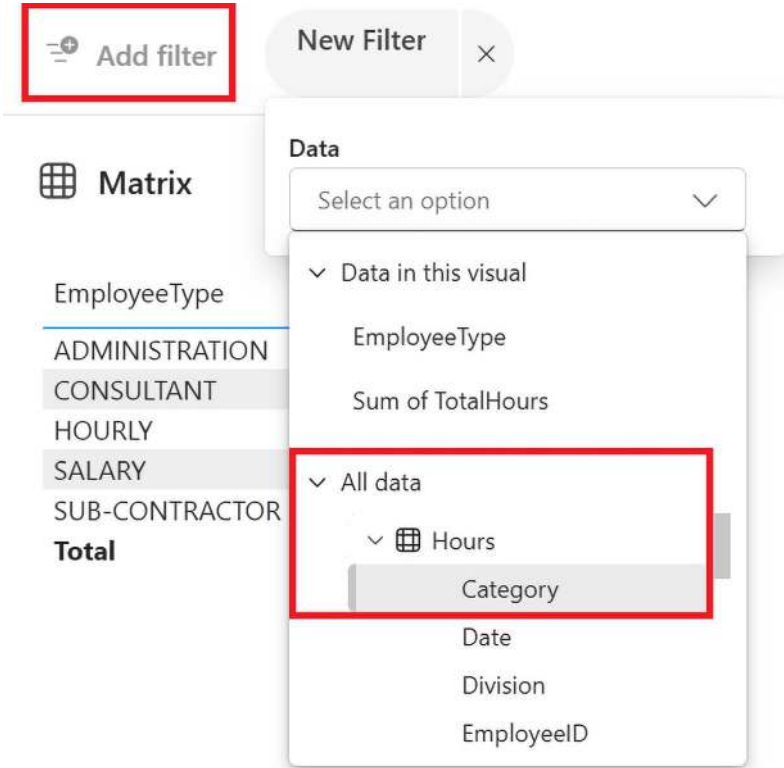 Add filter
New Filter
Data
Matrix
Select an option
Data in this visual
EmployeeType
EmployeeType
Sum of TotalHours
ADMINISTRATION
CONSULTANT
HOURLY
SALARY
SUB-CONTRACTOR
Total
All data
Hours
Category
Date
Division
EmployeeID